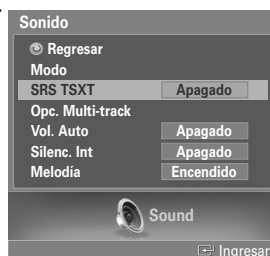 Sonido
Regresar
Modo
SRS TSXT Apagado
Opc. Multi-track
Vol. Auto Apagado
Silenc. Int Apagado
Melodía Encendido
Sound
Ingresar